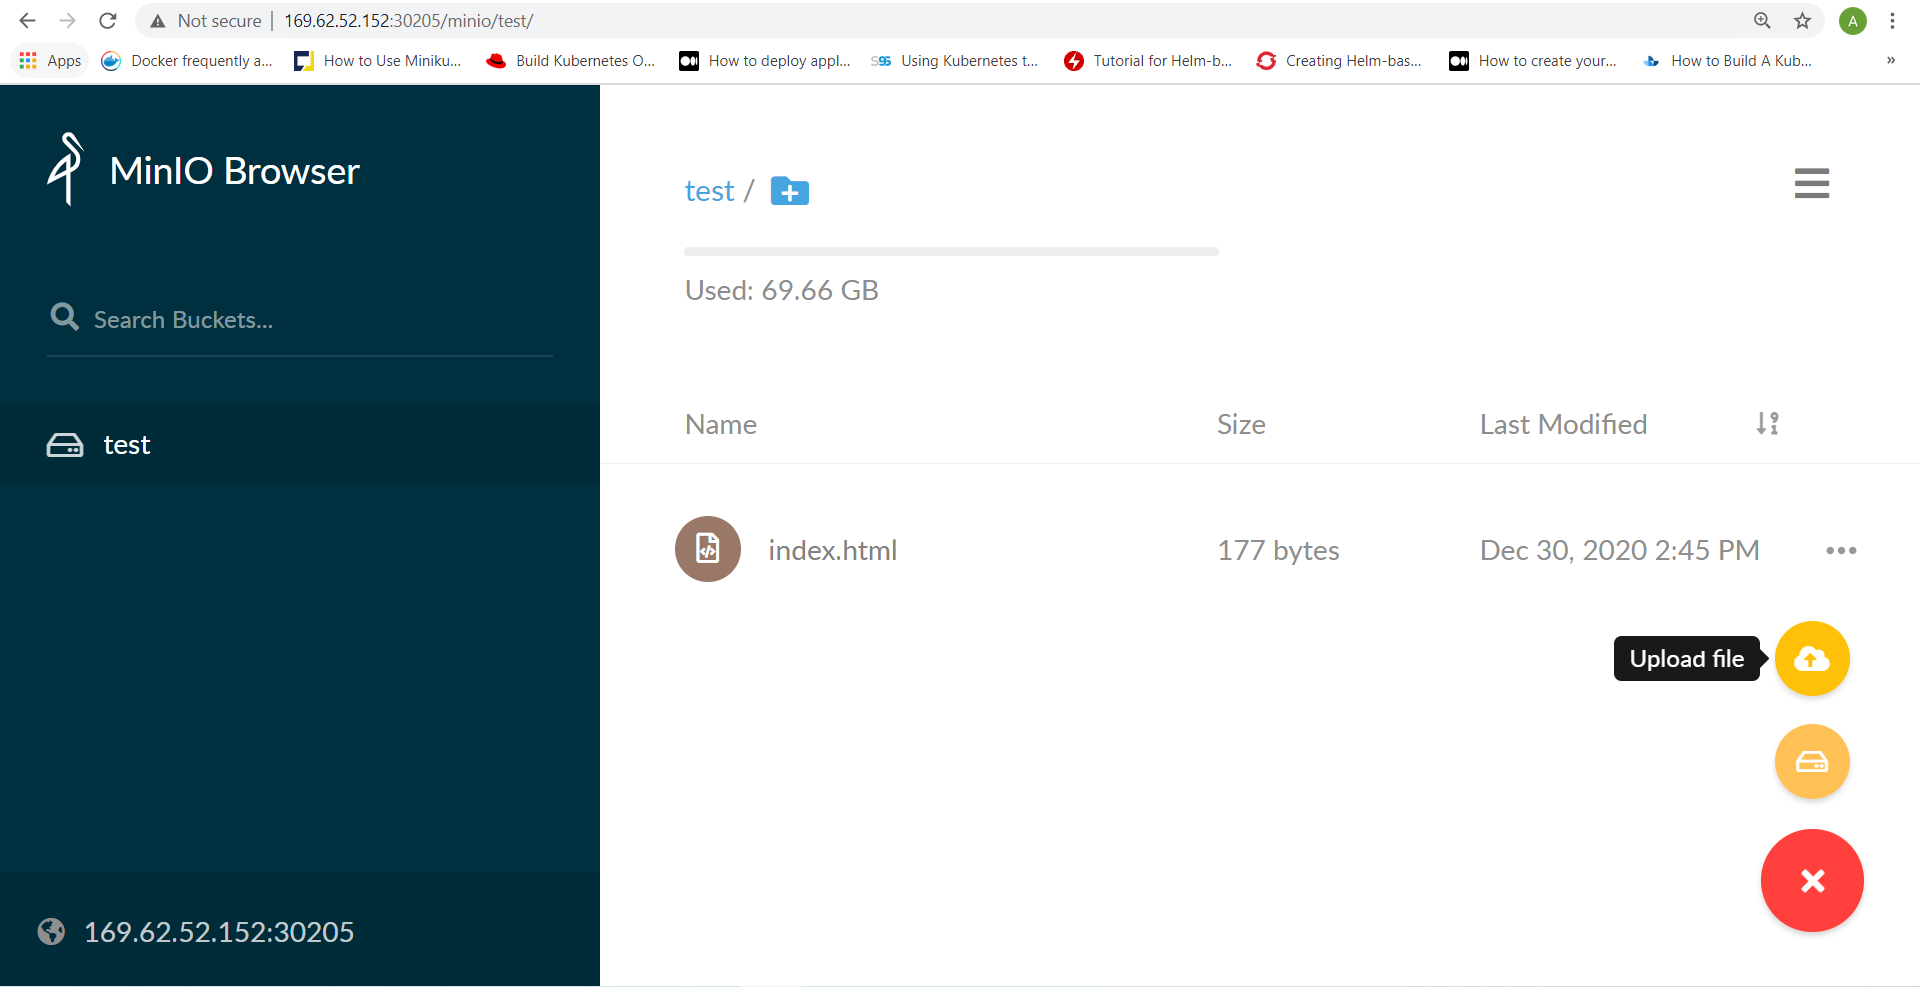 Not secure | 169.62.52.152:30205/minio/test/
A
Apps
Docker frequently a...
How to Use Miniku...
Build Kubernetes O...
How to deploy appl...
S95
Using Kubernetes t...
Tutorial for Helm-b...
Creating Helm-bas...
How to create your...
How to Build A Kub...
»
MinIO Browser
Search Buckets...
test
169.62.52.152:30205
test /
Used: 69.66 GB
Name Size Last Modified
index.html 177 bytes Dec 30, 2020 2:45 PM
Upload file